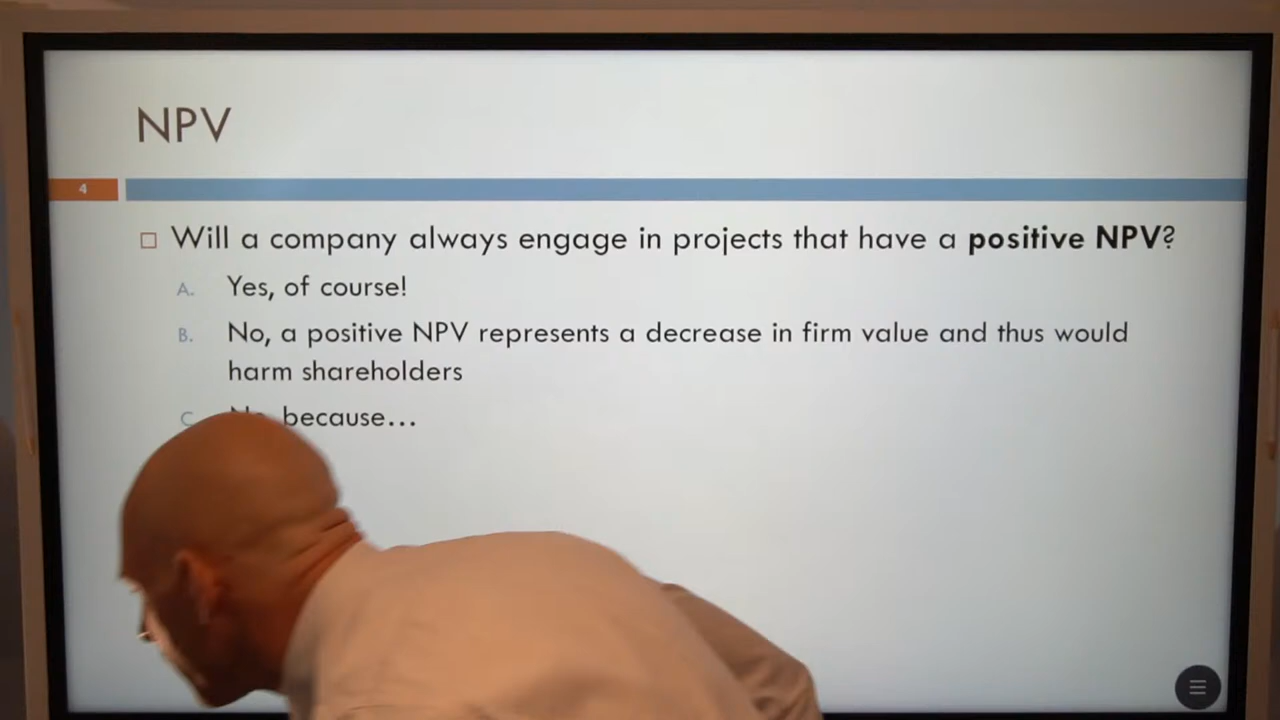 NPV
4
Will a company always engage in projects that have a positive NPV?
A. Yes, of course!
B. No, a positive NPV represents a decrease in firm value and thus would
harm shareholders
C because…